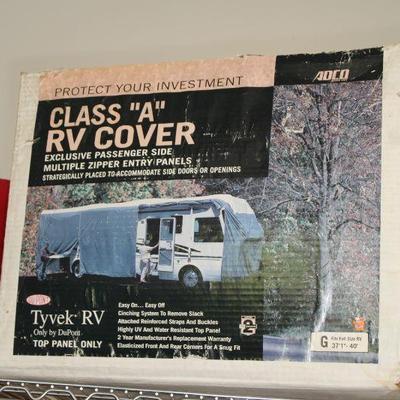 PROTECT YOUR INVESTMENT
ADCO
CLASS "A"
RV COVER
EXCLUSIVE PASSENGER SIDE
MULTIPLE ZIPPER ENTRY PANELS
STRATEGICALLY PLACED TO ACCOMMODATE SIDE DOORS OR OPENINGS
Tyvek® RV
Only by DuPont
TOP PANEL ONLY
Easy On... Easy Off
Cinching System To Remove Slack
Attached Reinforced Straps And Buckles
Highly UV And Water Resistant Top Panel
2 Year Manufacturer's Replacement Warranty
Elasticized Front And Rear Corners For A Snug Fit
G
37'1"- 40'